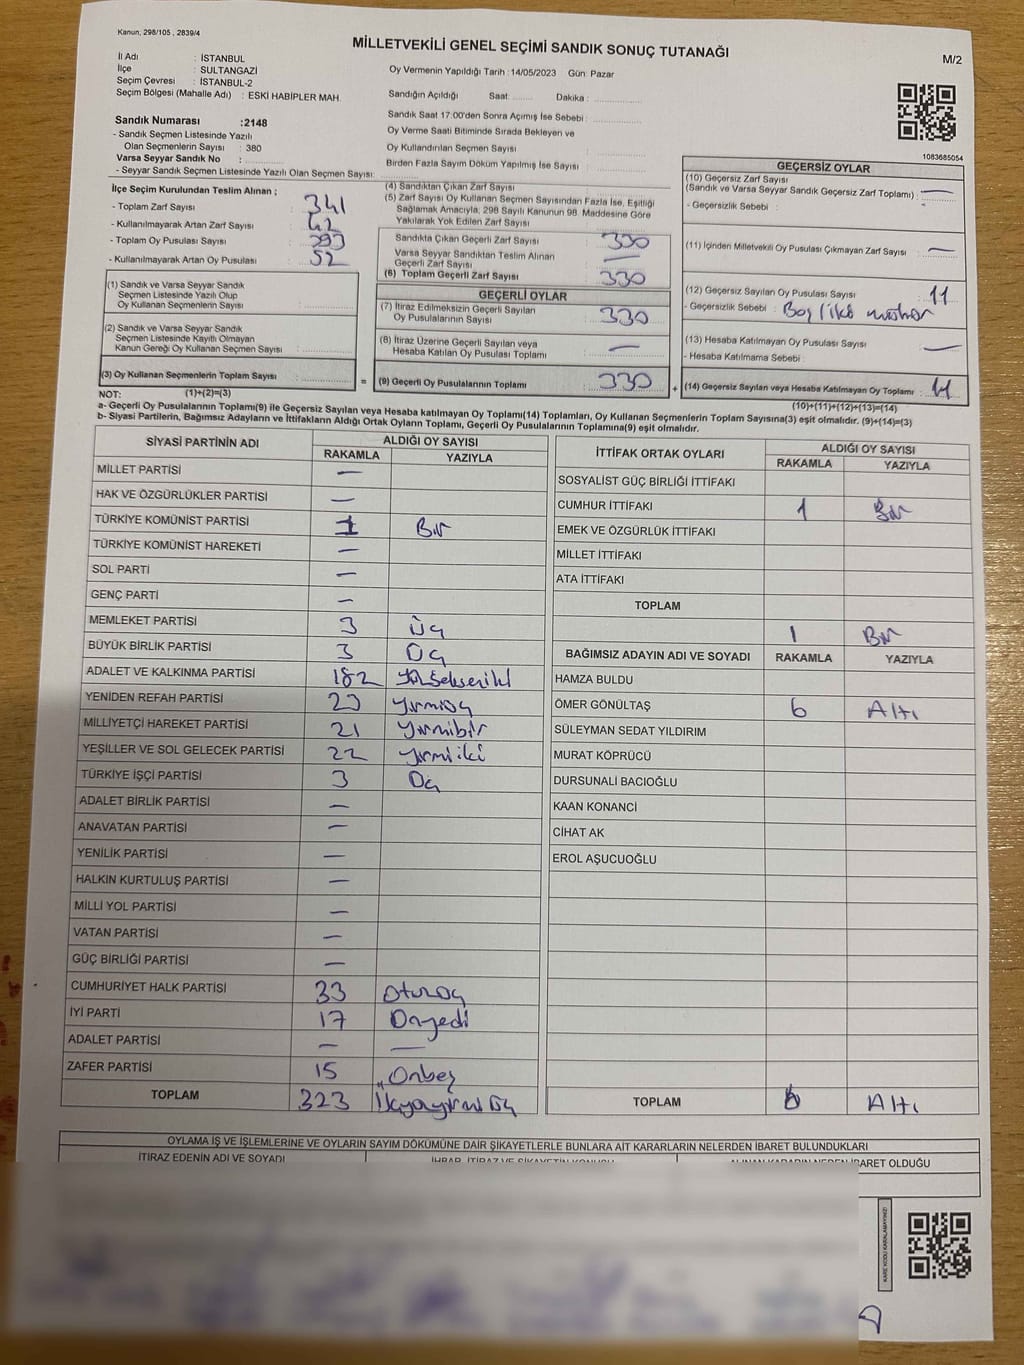 Kanun, 298/105 , 2839/4
MİLLETVEKİLİ GENEL SEÇİMİ SANDIK SONUÇ TUTANAĞI
M/2
İl Adı : İSTANBUL
İlçe : SULTANGAZİ
Seçim Çevresi : İSTANBUL-2
Seçim Bölgesi (Mahalle Adı) : ESKİ HABİPLER MAH.
Sandık Numarası :2148
- Sandık Seçmen Listesinde Yazılı
Olan Seçmenlerin Sayısı : 380
Varsa Seyyar Sandık No :
- Seyyar Sandık Seçmen Listesinde Yazılı Olan Seçmen Sayısı:
İlçe Seçim Kurulundan Teslim Alınan ;
- Toplam Zarf Sayısı : 341
- Kullanılmayarak Artan Zarf Sayısı : 42
- Toplam Oy Pusulası Sayısı : 393
- Kullanılmayarak Artan Oy Pusulası : 52
(1) Sandık ve Varsa Seyyar Sandık
Seçmen Listesinde Yazılı Olup
Oy Kullanan Seçmenlerin Sayısı :
(2) Sandık ve Varsa Seyyar Sandık
Seçmen Listesinde Kayıtlı Olmayan
Kanun Gereği Oy Kullanan Seçmen Sayısı :
(3) Oy Kullanan Seçmenlerin Toplam Sayısı :
Oy Vermenin Yapıldığı Tarih :14/05/2023 Gün: Pazar
Sandığın Açıldığı Saat: Dakika :
Sandık Saat 17:00'den Sonra Açımış İse Sebebi :
Oy Verme Saati Bitiminde Sırada Bekleyen ve
Oy Kullandırılan Seçmen Sayısı :
Birden Fazla Sayım Döküm Yapılmış İse Sayısı :
(4) Sandıktan Çıkan Zarf Sayısı :
(5) Zarf Sayısı Oy Kullanan Seçmen Sayısından Fazla İse, Eşitliği
Sağlamak Amacıyla, 298 Sayılı Kanunun 98. Maddesine Göre
Yakılarak Yok Edilen Zarf Sayısı :
Sandıkta Çıkan Geçerli Zarf Sayısı : 330
Varsa Seyyar Sandıktan Teslim Alınan
Geçerli Zarf Sayısı : —
(6) Toplam Geçerli Zarf Sayısı : 330
GEÇERLİ OYLAR
(7) İtiraz Edilmeksizin Geçerli Sayılan
Oy Pusulalarının Sayısı : 330
(8) İtiraz Üzerine Geçerli Sayılan veya
Hesaba Katılan Oy Pusulası Toplamı : —
= (9) Geçerli Oy Pusulalarının Toplamı : 330
1083685054
GEÇERSİZ OYLAR
(10) Geçersiz Zarf Sayısı
(Sandık ve Varsa Seyyar Sandık Geçersiz Zarf Toplamı) : —
- Geçersizlik Sebebi :
(11) İçinden Milletvekili Oy Pusulası Çıkmayan Zarf Sayısı : —
(12) Geçersiz Sayılan Oy Pusulası Sayısı : 11
- Geçersizlik Sebebi :
(13) Hesaba Katılmayan Oy Pusulası Sayısı : —
- Hesaba Katılmama Sebebi :
+ (14) Geçersiz Sayılan veya Hesaba Katılmayan Oy Toplamı : 11
NOT: (1)+(2)=(3)
(10)+(11)+(12)+(13)=(14)
a- Geçerli Oy Pusulalarının Toplamı(9) ile Geçersiz Sayılan veya Hesaba katılmayan Oy Toplamı(14) Toplamları, Oy Kullanan Seçmenlerin Toplam Sayısına(3) eşit olmalıdır. (9)+(14)=(3)
b- Siyasi Partilerin, Bağımsız Adayların ve İttifakların Aldığı Ortak Oyların Toplamı, Geçerli Oy Pusulalarının Toplamına(9) eşit olmalıdır.
SİYASİ PARTİNİN ADI ALDIĞI OY SAYISI
RAKAMLA YAZIYLA
MİLLET PARTİSİ —
HAK VE ÖZGÜRLÜKLER PARTİSİ —
TÜRKİYE KOMÜNİST PARTİSİ 1 Bir
TÜRKİYE KOMÜNİST HAREKETİ —
SOL PARTİ —
GENÇ PARTİ —
MEMLEKET PARTİSİ 3 Üç
BÜYÜK BİRLİK PARTİSİ 3 Üç
ADALET VE KALKINMA PARTİSİ 182 Yüzsekseniki
YENİDEN REFAH PARTİSİ 23 Yirmiüç
MİLLİYETÇİ HAREKET PARTİSİ 21 Yirmibir
YEŞİLLER VE SOL GELECEK PARTİSİ 22 Yirmiiki
TÜRKİYE İŞÇİ PARTİSİ 3 Üç
ADALET BİRLİK PARTİSİ —
ANAVATAN PARTİSİ —
YENİLİK PARTİSİ —
HALKIN KURTULUŞ PARTİSİ —
MİLLİ YOL PARTİSİ —
VATAN PARTİSİ —
GÜÇ BİRLİĞİ PARTİSİ —
CUMHURİYET HALK PARTİSİ 33 Otuzüç
İYİ PARTİ 17 Onyedi
ADALET PARTİSİ — —
ZAFER PARTİSİ 15 Onbeş
TOPLAM 323 Üçyüzyirmiüç
İTTİFAK ORTAK OYLARI ALDIĞI OY SAYISI
RAKAMLA YAZIYLA
SOSYALİST GÜÇ BİRLİĞİ İTTİFAKI
CUMHUR İTTİFAKI 1 Bir
EMEK VE ÖZGÜRLÜK İTTİFAKI
MİLLET İTTİFAKI
ATA İTTİFAKI
TOPLAM 1 Bir
BAĞIMSIZ ADAYIN ADI VE SOYADI RAKAMLA YAZIYLA
HAMZA BULDU
ÖMER GÖNÜLTAŞ 6 Altı
SÜLEYMAN SEDAT YILDIRIM
MURAT KÖPRÜCÜ
DURSUNALİ BACIOĞLU
KAAN KONANCİ
CİHAT AK
EROL AŞUCUOĞLU
TOPLAM 6 Altı
OYLAMA İŞ VE İŞLEMLERİNE VE OYLARIN SAYIM DÖKÜMÜNE DAİR ŞİKAYETLERLE BUNLARA AİT KARARLARIN NELERDEN İBARET BULUNDUKLARI
İTİRAZ EDENİN ADI VE SOYADI İHBAR, İTİRAZ VE ŞİKAYETİN KONUSU ALINAN KARARIN NEDEN İBARET OLDUĞU
KARE KODU KARALAMAYINIZ!